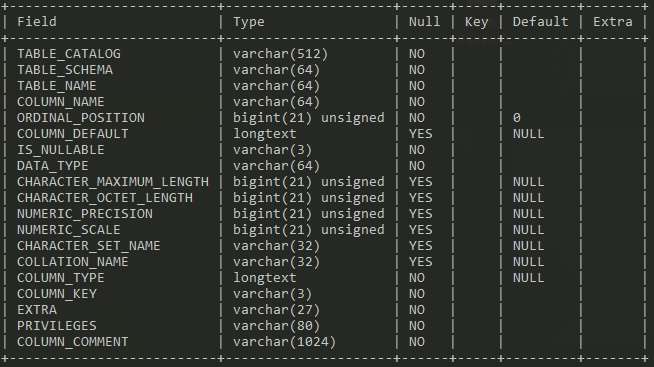 +--------------------------+---------------------+------+-----+---------+-------+
| Field                    | Type                | Null | Key | Default | Extra |
+--------------------------+---------------------+------+-----+---------+-------+
| TABLE_CATALOG            | varchar(512)        | NO   |     |         |       |
| TABLE_SCHEMA             | varchar(64)         | NO   |     |         |       |
| TABLE_NAME               | varchar(64)         | NO   |     |         |       |
| COLUMN_NAME              | varchar(64)         | NO   |     |         |       |
| ORDINAL_POSITION         | bigint(21) unsigned | NO   |     | 0       |       |
| COLUMN_DEFAULT           | longtext            | YES  |     | NULL    |       |
| IS_NULLABLE              | varchar(3)          | NO   |     |         |       |
| DATA_TYPE                | varchar(64)         | NO   |     |         |       |
| CHARACTER_MAXIMUM_LENGTH | bigint(21) unsigned | YES  |     | NULL    |       |
| CHARACTER_OCTET_LENGTH   | bigint(21) unsigned | YES  |     | NULL    |       |
| NUMERIC_PRECISION        | bigint(21) unsigned | YES  |     | NULL    |       |
| NUMERIC_SCALE            | bigint(21) unsigned | YES  |     | NULL    |       |
| CHARACTER_SET_NAME       | varchar(32)         | YES  |     | NULL    |       |
| COLLATION_NAME           | varchar(32)         | YES  |     | NULL    |       |
| COLUMN_TYPE              | longtext            | NO   |     | NULL    |       |
| COLUMN_KEY               | varchar(3)          | NO   |     |         |       |
| EXTRA                    | varchar(27)         | NO   |     |         |       |
| PRIVILEGES               | varchar(80)         | NO   |     |         |       |
| COLUMN_COMMENT           | varchar(1024)       | NO   |     |         |       |
+--------------------------+---------------------+------+-----+---------+-------+